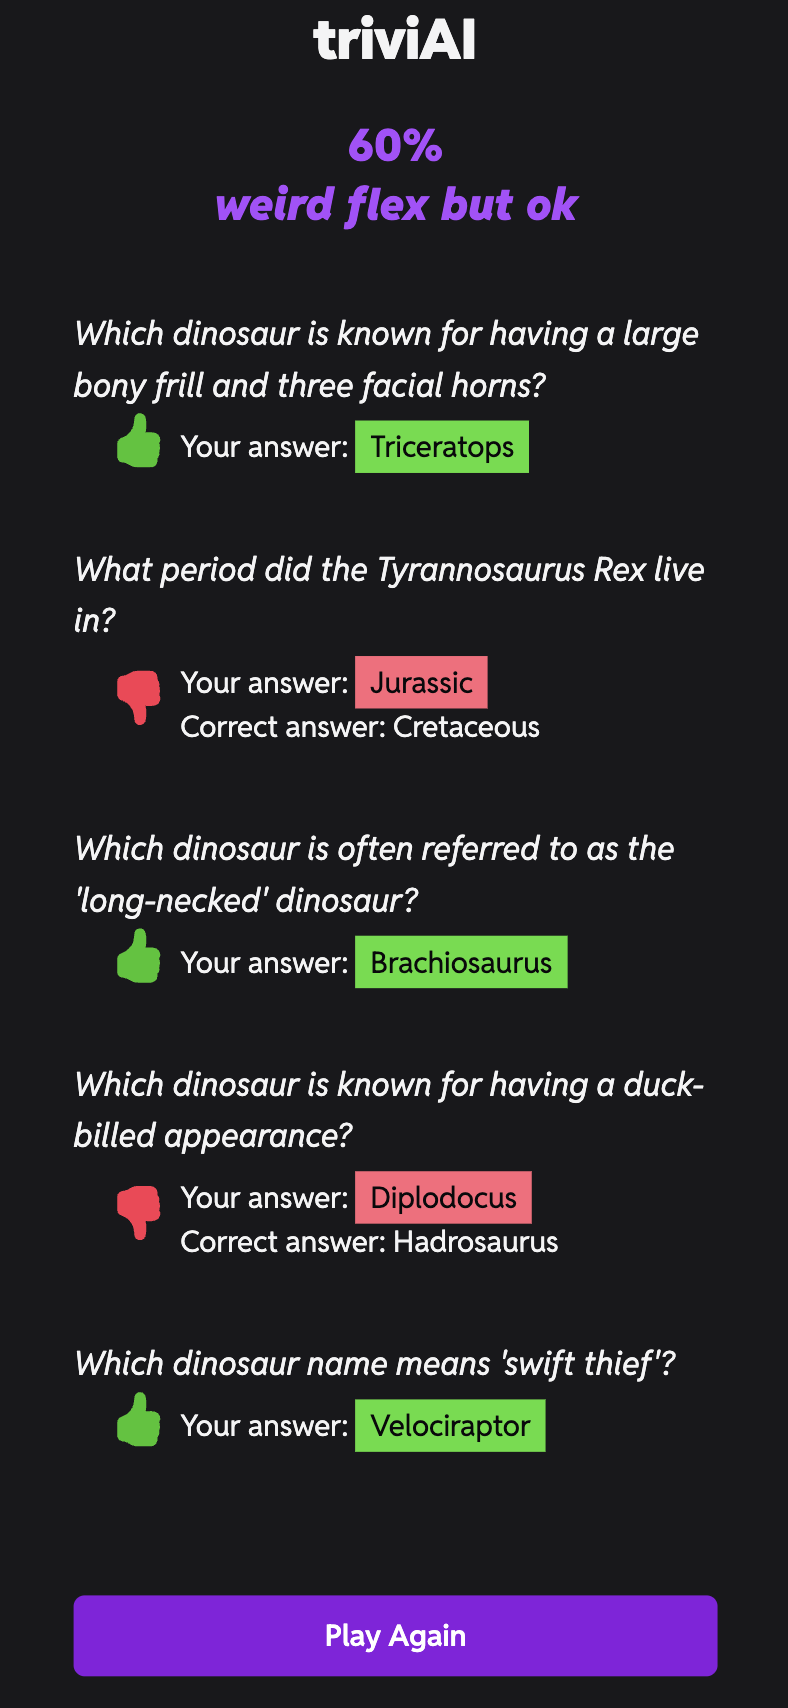 triviAI
60%
weird flex but ok
Which dinosaur is known for having a large
bony frill and three facial horns?
Your answer: Triceratops
What period did the Tyrannosaurus Rex live
in?
Your answer: Jurassic
Correct answer: Cretaceous
Which dinosaur is often referred to as the
'long-necked' dinosaur?
Your answer: Brachiosaurus
Which dinosaur is known for having a duck-
billed appearance?
Your answer: Diplodocus
Correct answer: Hadrosaurus
Which dinosaur name means 'swift thief'?
Your answer: Velociraptor
Play Again